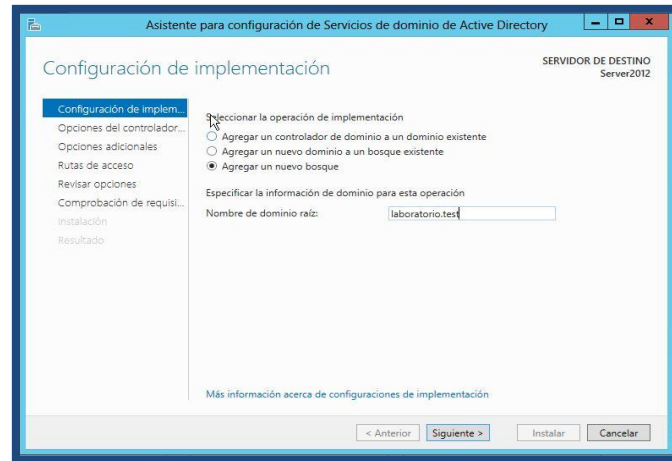 Asistente para configuración de Servicios de dominio de Active Directory
Configuración de implementación
SERVIDOR DE DESTINO
Server2012
Configuración de implem...
Opciones del controlador...
Opciones adicionales
Rutas de acceso
Revisar opciones
Comprobación de requisi...
Instalación
Resultado
Seleccionar la operación de implementación
Agregar un controlador de dominio a un dominio existente
Agregar un nuevo dominio a un bosque existente
Agregar un nuevo bosque
Especificar la información de dominio para esta operación
Nombre de dominio raíz: laboratorio.test
Más información acerca de configuraciones de implementación
< Anterior Siguiente > Instalar Cancelar